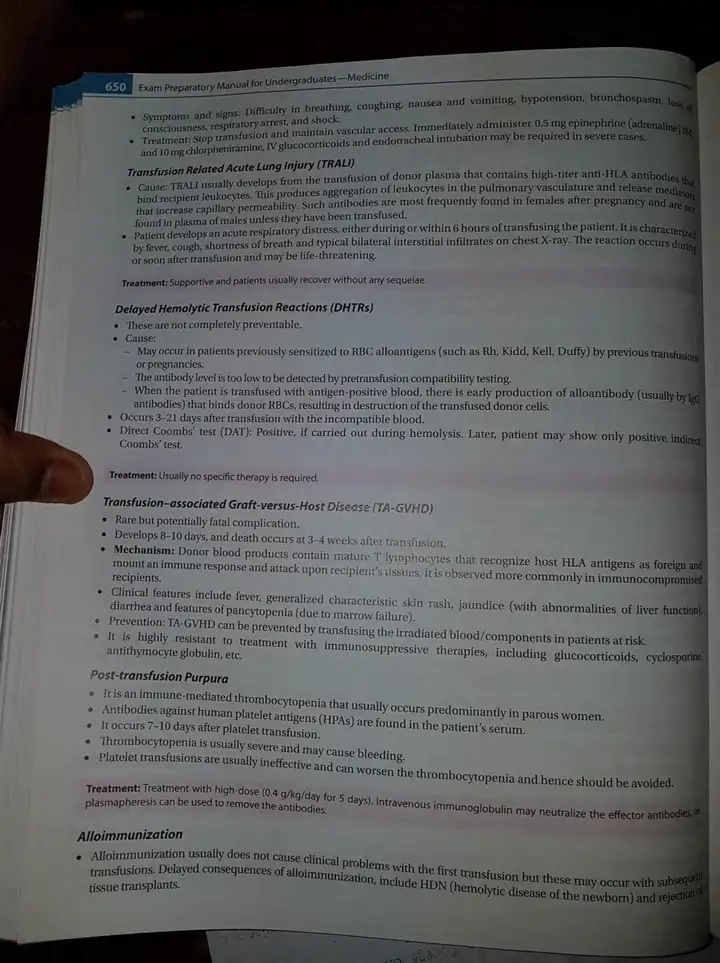 650 Exam Preparatory Manual for Undergraduates—Medicine
• Symptoms and signs: Difficulty in breathing, coughing, nausea and vomiting, hypotension, bronchospasm, loss of
consciousness, respiratory arrest, and shock.
• Treatment: Stop transfusion and maintain vascular access. Immediately administer 0.5 mg epinephrine (adrenaline) IM
and 10 mg chlorpheniramine, IV glucocorticoids and endotracheal intubation may be required in severe cases.
Transfusion Related Acute Lung Injury (TRALI)
• Cause: TRALI usually develops from the transfusion of donor plasma that contains high-titer anti-HLA antibodies that
bind recipient leukocytes. This produces aggregation of leukocytes in the pulmonary vasculature and release mediators
that increase capillary permeability. Such antibodies are most frequently found in females after pregnancy and are not
found in plasma of males unless they have been transfused.
• Patient develops an acute respiratory distress, either during or within 6 hours of transfusing the patient. It is characterized
by fever, cough, shortness of breath and typical bilateral interstitial infiltrates on chest X-ray. The reaction occurs during
or soon after transfusion and may be life-threatening.
Treatment: Supportive and patients usually recover without any sequelae.
Delayed Hemolytic Transfusion Reactions (DHTRs)
• These are not completely preventable.
• Cause:
– May occur in patients previously sensitized to RBC alloantigens (such as Rh, Kidd, Kell, Duffy) by previous transfusions
or pregnancies.
– The antibody level is too low to be detected by pretransfusion compatibility testing.
– When the patient is transfused with antigen-positive blood, there is early production of alloantibody (usually by IgG
antibodies) that binds donor RBCs, resulting in destruction of the transfused donor cells.
• Occurs 3–21 days after transfusion with the incompatible blood.
• Direct Coombs' test (DAT): Positive, if carried out during hemolysis. Later, patient may show only positive indirect
Coombs' test.
Treatment: Usually no specific therapy is required.
Transfusion–associated Graft-versus-Host Disease (TA-GVHD)
• Rare but potentially fatal complication.
• Develops 8–10 days, and death occurs at 3–4 weeks after transfusion.
• Mechanism: Donor blood products contain mature T lymphocytes that recognize host HLA antigens as foreign and
mount an immune response and attack upon recipient's tissues. It is observed more commonly in immunocompromised
recipients.
• Clinical features include fever, generalized characteristic skin rash, jaundice (with abnormalities of liver function),
diarrhea and features of pancytopenia (due to marrow failure).
• Prevention: TA-GVHD can be prevented by transfusing the irradiated blood/components in patients at risk.
• It is highly resistant to treatment with immunosuppressive therapies, including glucocorticoids, cyclosporine,
antithymocyte globulin, etc.
Post-transfusion Purpura
• It is an immune-mediated thrombocytopenia that usually occurs predominantly in parous women.
• Antibodies against human platelet antigens (HPAs) are found in the patient's serum.
• It occurs 7–10 days after platelet transfusion.
• Thrombocytopenia is usually severe and may cause bleeding.
• Platelet transfusions are usually ineffective and can worsen the thrombocytopenia and hence should be avoided.
Treatment: Treatment with high-dose (0.4 g/kg/day for 5 days). Intravenous immunoglobulin may neutralize the effector antibodies, or
plasmapheresis can be used to remove the antibodies.
Alloimmunization
• Alloimmunization usually does not cause clinical problems with the first transfusion but these may occur with subsequent
transfusions. Delayed consequences of alloimmunization, include HDN (hemolytic disease of the newborn) and rejection of
tissue transplants.